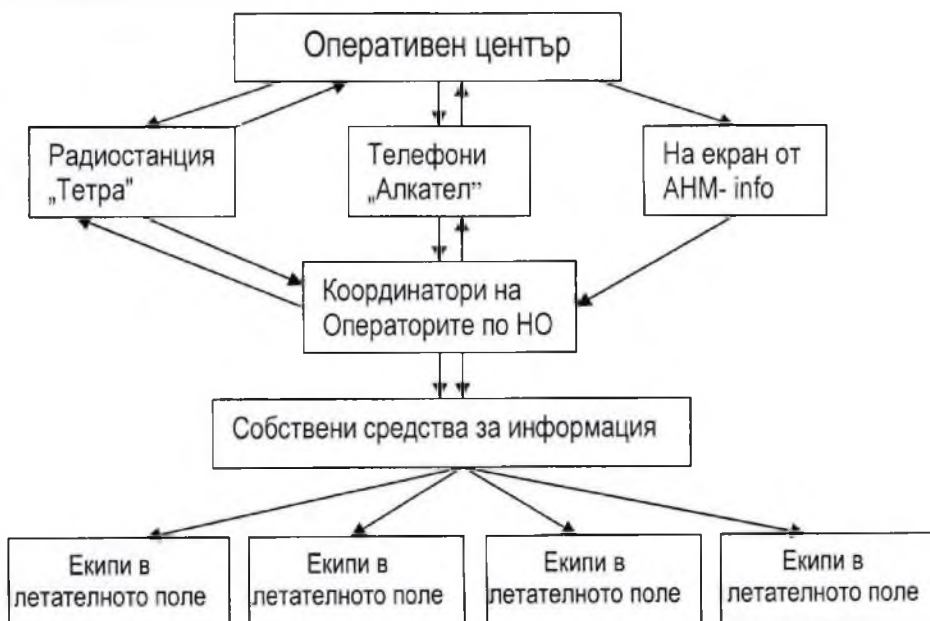 Оперативен център
Радиостанция
„Тетра"
Телефони
„Алкател”
На екран от
АНМ- info
Координатори на
Операторите по НО
Собствени средства за информация
Екипи в
летателното поле
Екипи в
летателното поле
Екипи в
летателното поле
Екипи в
летателното поле